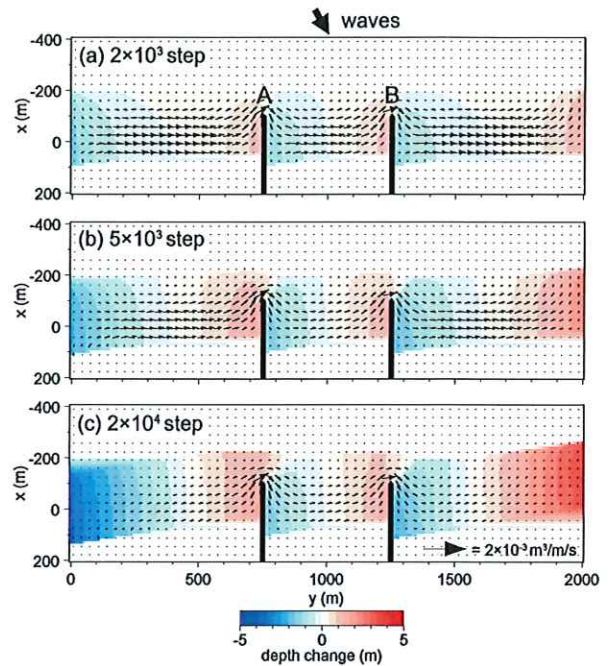 waves
(a) 2×10³ step
A
B
-400
-200
0
200
x (m)
(b) 5×10³ step
-400
-200
0
200
x (m)
(c) 2×10⁴ step
-400
-200
0
200
x (m)
= 2×10⁻³ m³/m/s
0 500 1000 1500 2000
y (m)
-5 0 5
depth change (m)